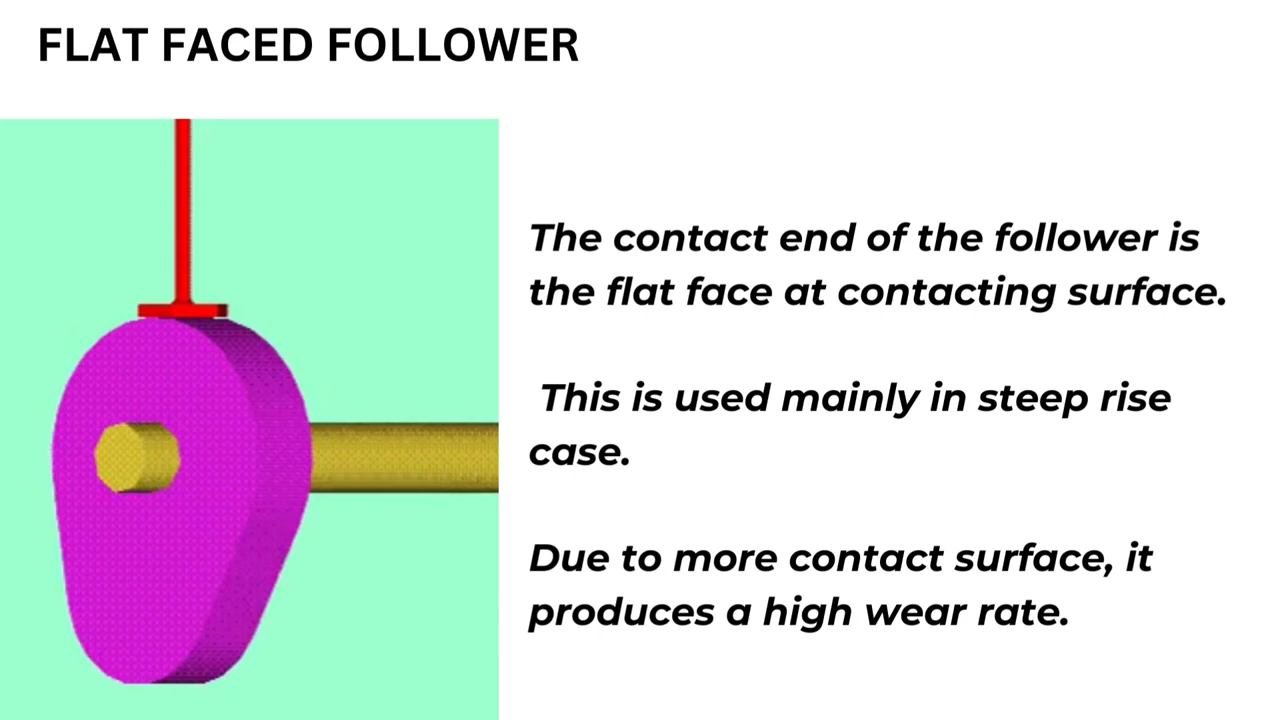 FLAT FACED FOLLOWER
The contact end of the follower is
the flat face at contacting surface.
This is used mainly in steep rise
case.
Due to more contact surface, it
produces a high wear rate.